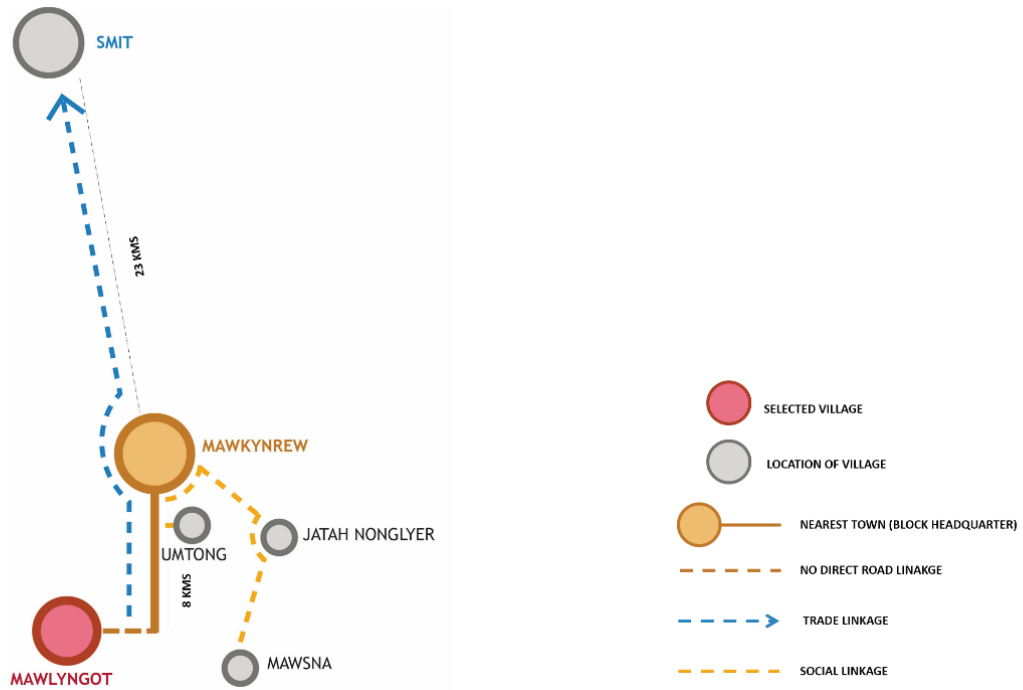 SMIT
23 KMS
MAWKYNREW
JATAH NONGLYER
UMTONG
8 KMS
MAWSNA
MAWLYNGOT
SELECTED VILLAGE
LOCATION OF VILLAGE
NEAREST TOWN (BLOCK HEADQUARTER)
NO DIRECT ROAD LINAKGE
TRADE LINKAGE
SOCIAL LINKAGE